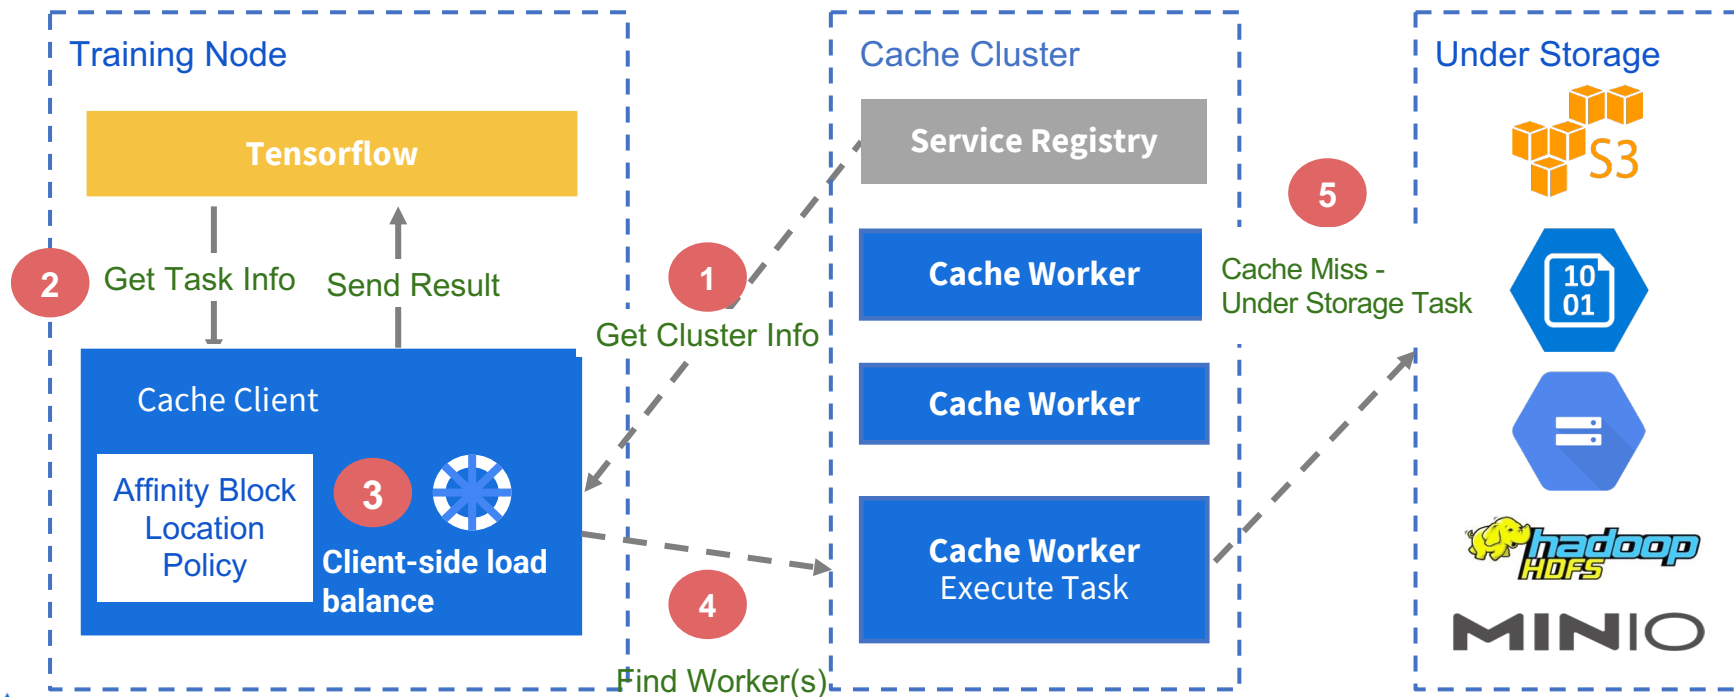 Training Node
Tensorflow
2
Get Task Info
Send Result
Cache Client
Affinity Block
Location
Policy
3
Client-side load
balance
1
Get Cluster Info
4
Find Worker(s)
Cache Cluster
Service Registry
Cache Worker
Cache Worker
Cache Worker
Execute Task
5
Cache Miss -
Under Storage Task
Under Storage
S3
10
01
hadoop
HDFS
MINIO